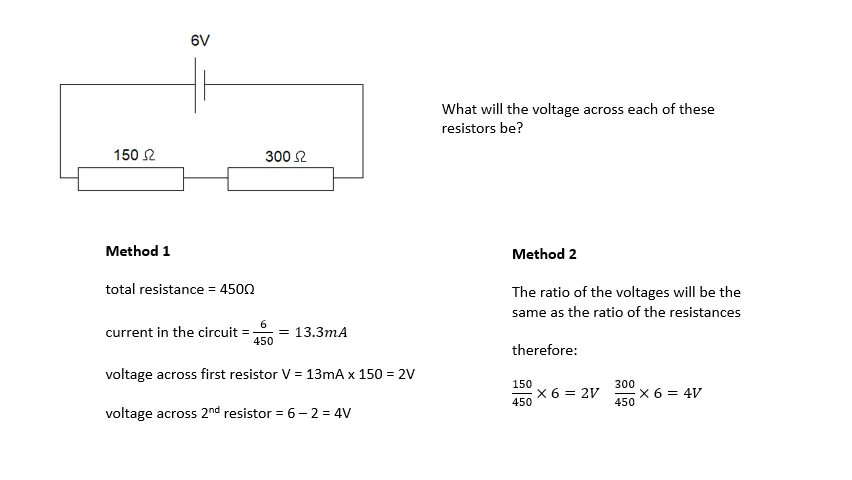 6V
What will the voltage across each of these
resistors be?
150 Ω
300 Ω
Method 1
total resistance = 450Ω
current in the circuit = 6/450 = 13.3mA
voltage across first resistor V = 13mA x 150 = 2V
voltage across 2nd resistor = 6 – 2 = 4V
Method 2
The ratio of the voltages will be the
same as the ratio of the resistances
therefore:
150/450 × 6 = 2V 300/450 × 6 = 4V